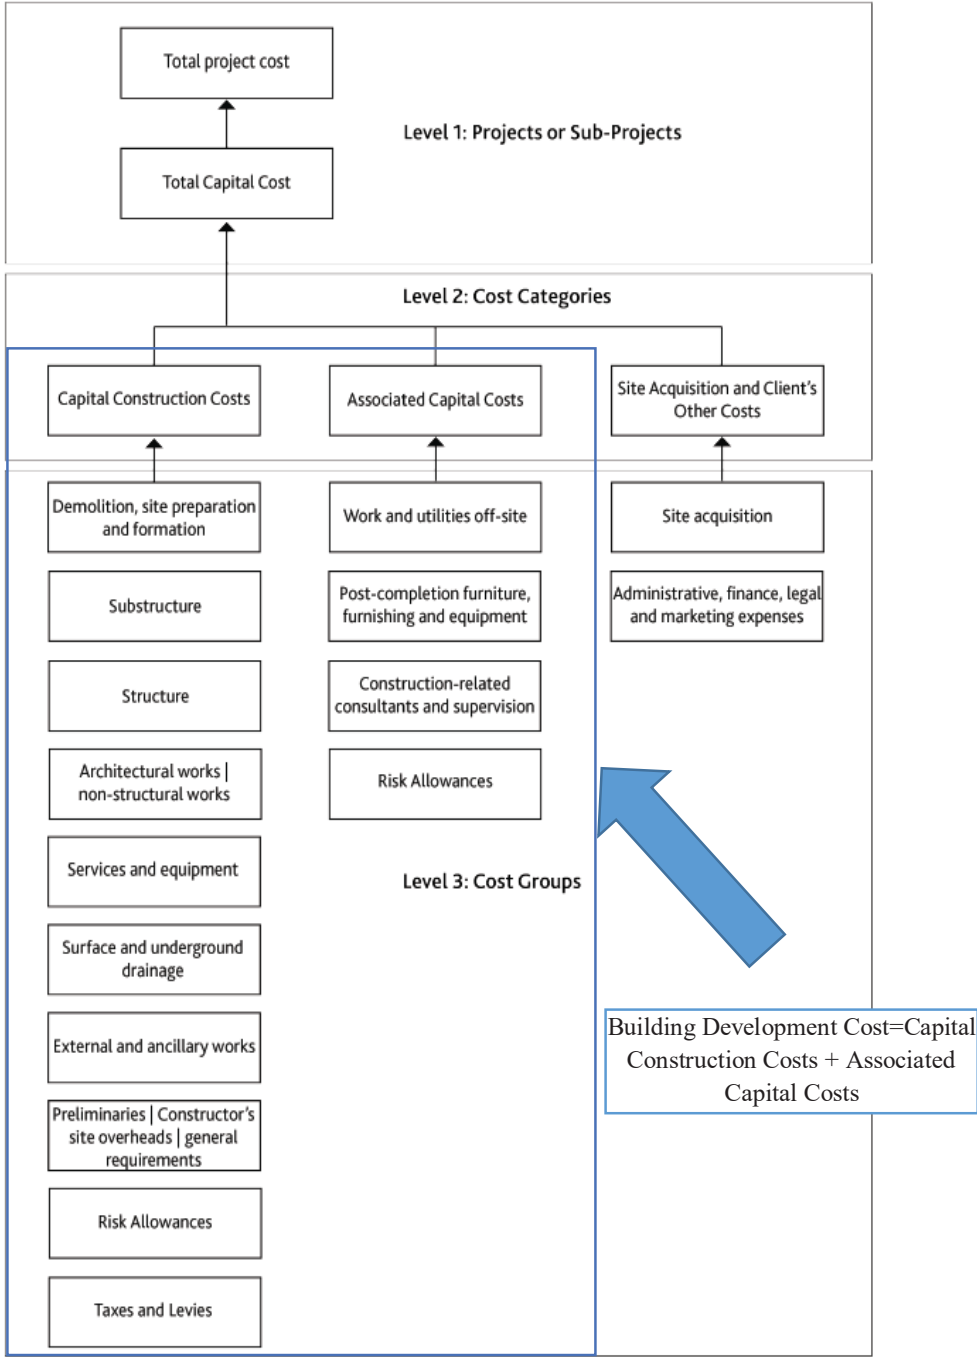 Total project cost
Level 1: Projects or Sub-Projects
Total Capital Cost
Level 2: Cost Categories
Capital Construction Costs
Associated Capital Costs
Site Acquisition and Client's
Other Costs
Demolition, site preparation
and formation
Substructure
Structure
Architectural works |
non-structural works
Services and equipment
Surface and underground
drainage
External and ancillary works
Preliminaries | Constructor's
site overheads | general
requirements
Risk Allowances
Taxes and Levies
Work and utilities off-site
Post-completion furniture,
furnishing and equipment
Construction-related
consultants and supervision
Risk Allowances
Site acquisition
Administrative, finance, legal
and marketing expenses
Level 3: Cost Groups
Building Development Cost=Capital
Construction Costs + Associated
Capital Costs